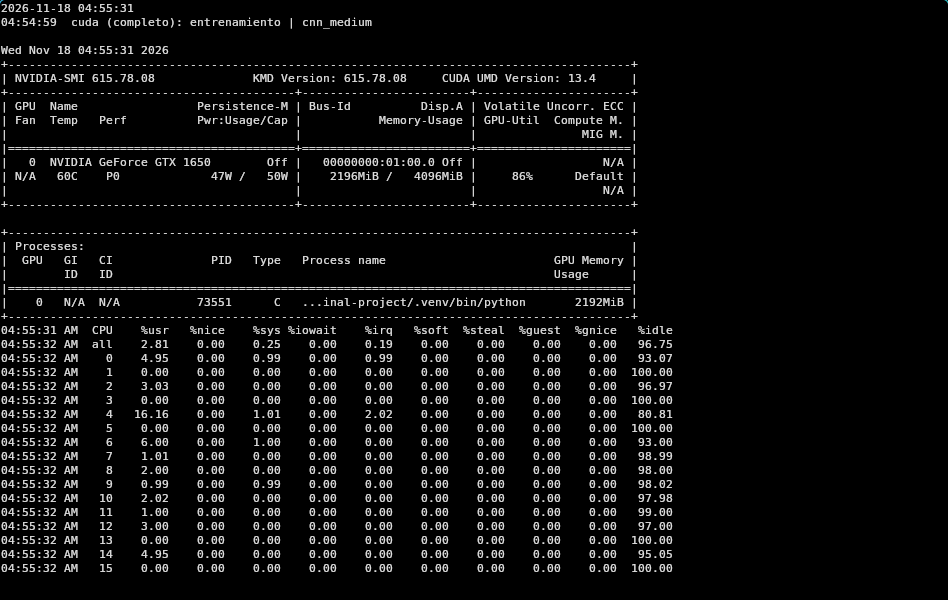 2026-11-18 04:55:31
04:54:59  cuda (completo): entrenamiento | cnn_medium

Wed Nov 18 04:55:31 2026
+-----------------------------------------------------------------------------------------+
| NVIDIA-SMI 615.78.08              KMD Version: 615.78.08     CUDA UMD Version: 13.4     |
+-----------------------------------------+------------------------+----------------------+
| GPU  Name                 Persistence-M | Bus-Id          Disp.A | Volatile Uncorr. ECC |
| Fan  Temp   Perf          Pwr:Usage/Cap |           Memory-Usage | GPU-Util  Compute M. |
|                                         |                        |               MIG M. |
|=========================================+========================+======================|
|   0  NVIDIA GeForce GTX 1650        Off |   00000000:01:00.0 Off |                  N/A |
| N/A   60C    P0             47W /   50W |    2196MiB /   4096MiB |     86%      Default |
|                                         |                        |                  N/A |
+-----------------------------------------+------------------------+----------------------+

+-----------------------------------------------------------------------------------------+
| Processes:                                                                              |
|  GPU   GI   CI              PID   Type   Process name                        GPU Memory |
|        ID   ID                                                               Usage      |
|=========================================================================================|
|    0   N/A  N/A           73551      C   ...inal-project/.venv/bin/python       2192MiB |
+-----------------------------------------------------------------------------------------+
04:55:31 AM  CPU    %usr   %nice    %sys %iowait    %irq   %soft  %steal  %guest  %gnice   %idle
04:55:32 AM  all    2.81    0.00    0.25    0.00    0.19    0.00    0.00    0.00    0.00   96.75
04:55:32 AM    0    4.95    0.00    0.99    0.00    0.99    0.00    0.00    0.00    0.00   93.07
04:55:32 AM    1    0.00    0.00    0.00    0.00    0.00    0.00    0.00    0.00    0.00  100.00
04:55:32 AM    2    3.03    0.00    0.00    0.00    0.00    0.00    0.00    0.00    0.00   96.97
04:55:32 AM    3    0.00    0.00    0.00    0.00    0.00    0.00    0.00    0.00    0.00  100.00
04:55:32 AM    4   16.16    0.00    1.01    0.00    2.02    0.00    0.00    0.00    0.00   80.81
04:55:32 AM    5    0.00    0.00    0.00    0.00    0.00    0.00    0.00    0.00    0.00  100.00
04:55:32 AM    6    6.00    0.00    1.00    0.00    0.00    0.00    0.00    0.00    0.00   93.00
04:55:32 AM    7    1.01    0.00    0.00    0.00    0.00    0.00    0.00    0.00    0.00   98.99
04:55:32 AM    8    2.00    0.00    0.00    0.00    0.00    0.00    0.00    0.00    0.00   98.00
04:55:32 AM    9    0.99    0.00    0.99    0.00    0.00    0.00    0.00    0.00    0.00   98.02
04:55:32 AM   10    2.02    0.00    0.00    0.00    0.00    0.00    0.00    0.00    0.00   97.98
04:55:32 AM   11    1.00    0.00    0.00    0.00    0.00    0.00    0.00    0.00    0.00   99.00
04:55:32 AM   12    3.00    0.00    0.00    0.00    0.00    0.00    0.00    0.00    0.00   97.00
04:55:32 AM   13    0.00    0.00    0.00    0.00    0.00    0.00    0.00    0.00    0.00  100.00
04:55:32 AM   14    4.95    0.00    0.00    0.00    0.00    0.00    0.00    0.00    0.00   95.05
04:55:32 AM   15    0.00    0.00    0.00    0.00    0.00    0.00    0.00    0.00    0.00  100.00